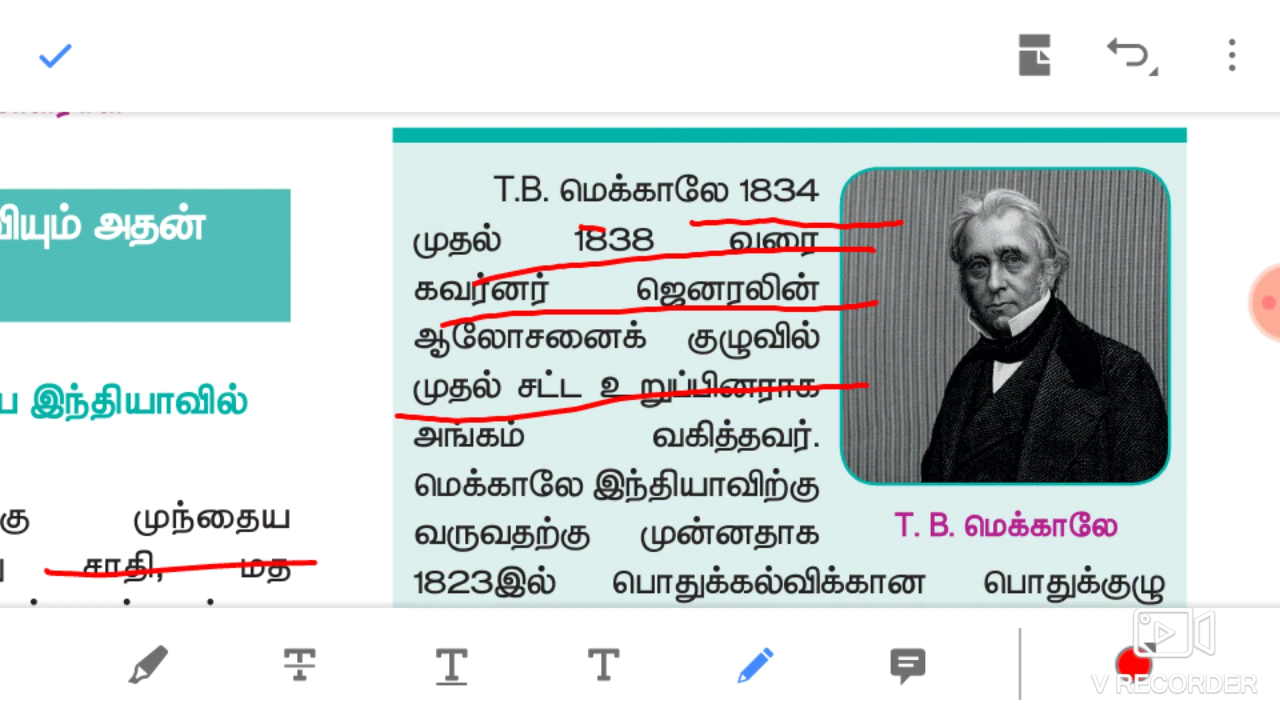 வியும் அதன்
இந்தியாவில்
முந்தைய
சாதி, மத
T.B. மெக்காலே 1834
முதல் 1838 வரை
கவர்னர் ஜெனரலின்
ஆலோசனைக் குழுவில்
முதல் சட்ட உறுப்பினராக
அங்கம் வகித்தவர்.
மெக்காலே இந்தியாவிற்கு
வருவதற்கு முன்னதாக
1823இல் பொதுக்கல்விக்கான பொதுக்குழு
T. B. மெக்காலே
T T T
V RECORDER